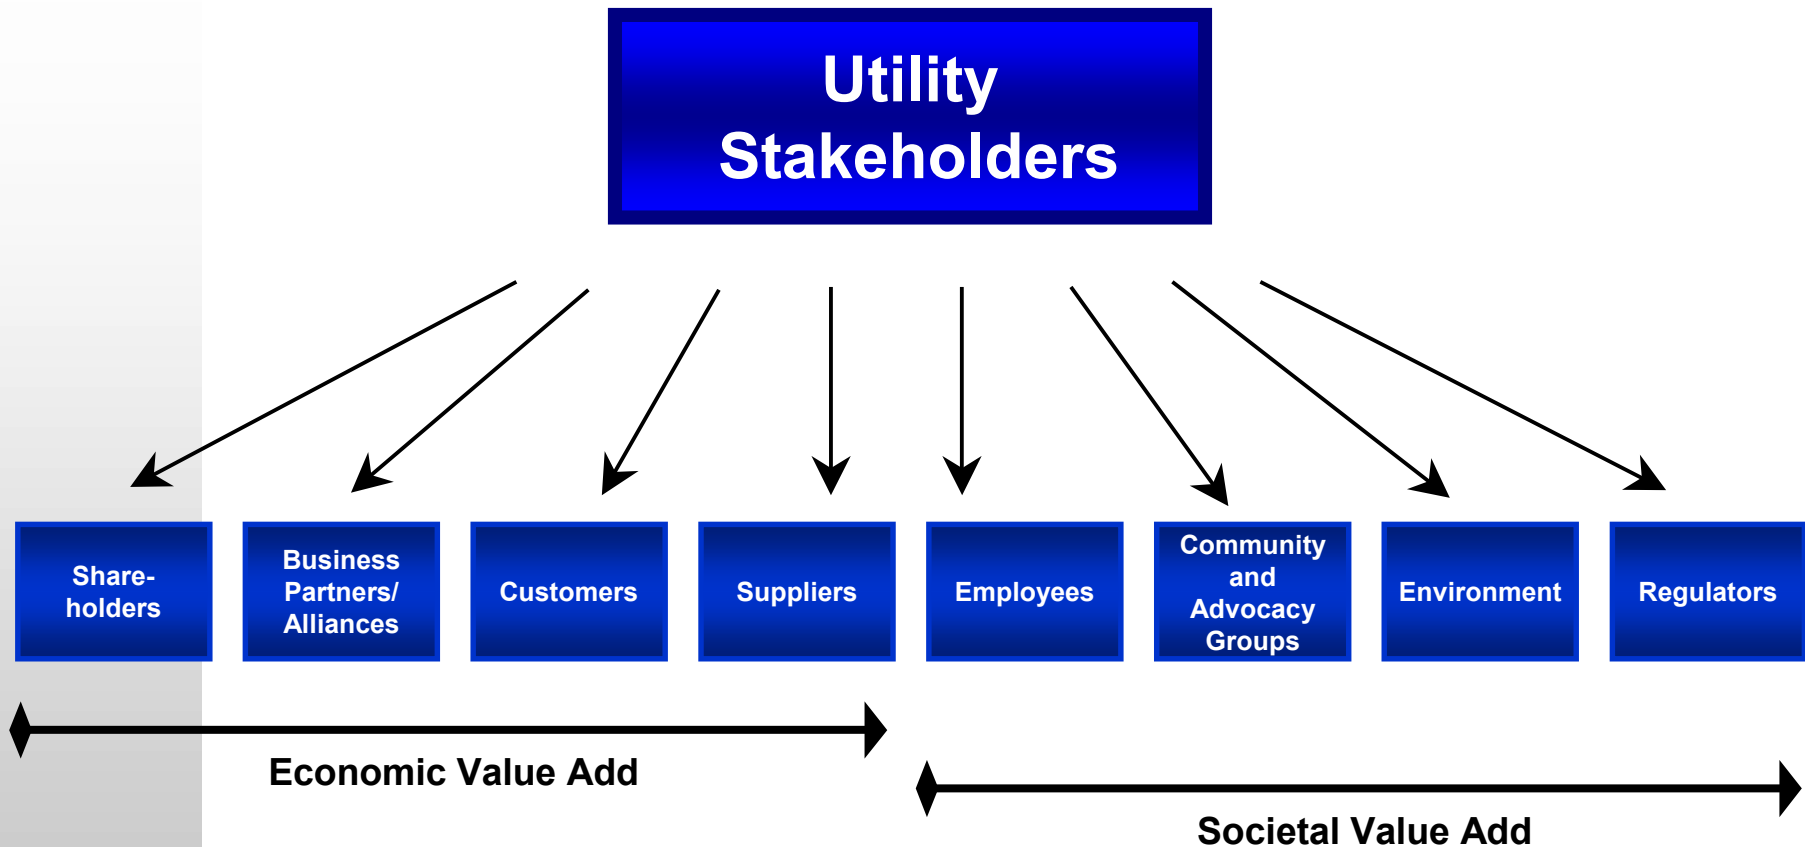 Utility
Stakeholders
Share-
holders
Business
Partners/
Alliances
Customers
Suppliers
Employees
Community
and
Advocacy
Groups
Environment
Regulators
Economic Value Add
Societal Value Add